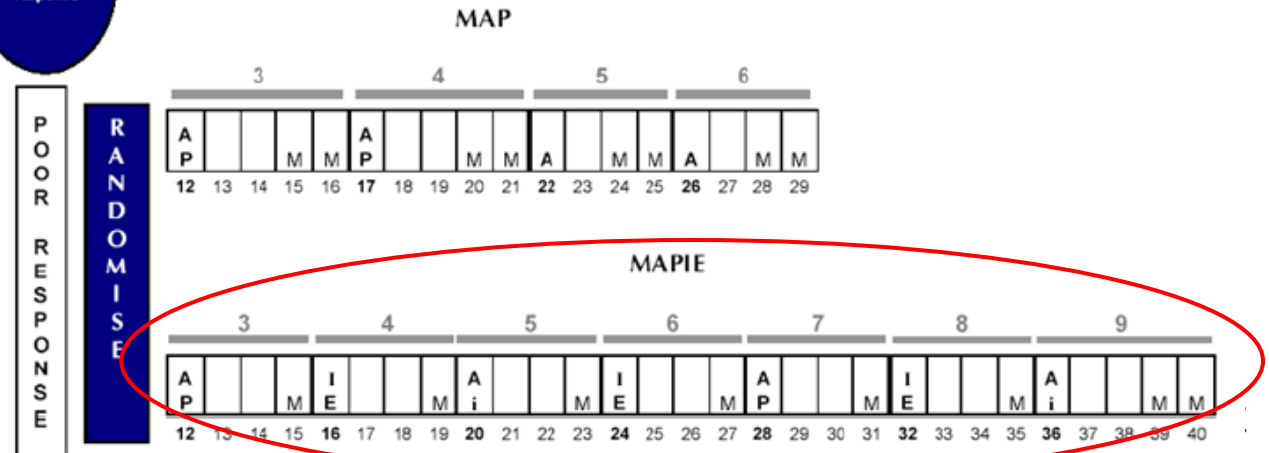 MAP
3 4 5 6
POOR RESPONSE
RANDOMISE
A A
P M M P M M A M M A M M
12 13 14 15 16 17 18 19 20 21 22 23 24 25 26 27 28 29
MAPIE
3 4 5 6 7 8 9
A I A I A I A
P M E M i M E M P M E M i M M
12 13 14 15 16 17 18 19 20 21 22 23 24 25 26 27 28 29 30 31 32 33 34 35 36 37 38 39 40